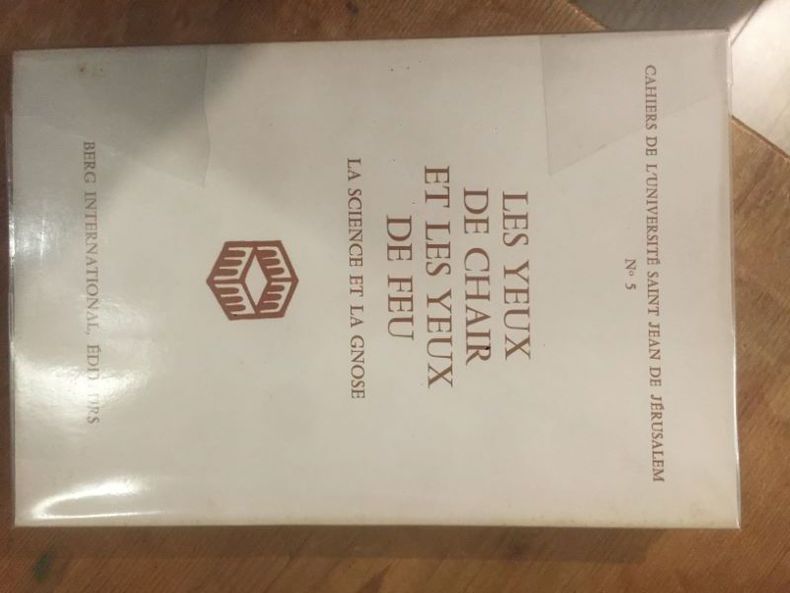 CAHIERS DE L'UNIVERSITÉ SAINT JEAN DE JÉRUSALEM
N° 5
LES YEUX
DE CHAIR
ET LES YEUX
DE FEU
LA SCIENCE ET LA GNOSE
BERG INTERNATIONAL,